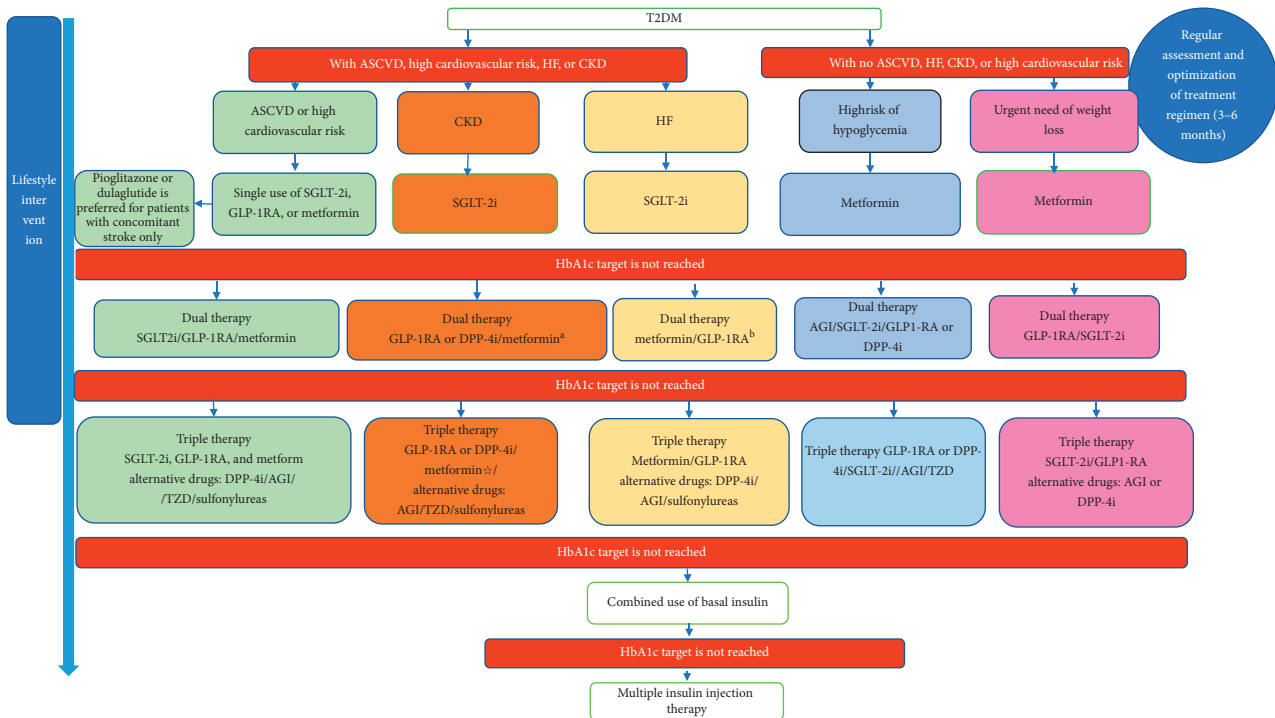 T2DM
Regular
assessment and
optimization
of treatment
regimen (3–6
months)
With ASCVD, high cardiovascular risk, HF, or CKD
With no ASCVD, HF, CKD, or high cardiovascular risk
Lifestyle
inter
vent
ion
ASCVD or high
cardiovascular risk
CKD
HF
Highrisk of
hypoglycemia
Urgent need of weight
loss
Pioglitazone or
dulaglutide is
preferred for patients
with concomitant
stroke only
Single use of SGLT-2i,
GLP-1RA, or metformin
SGLT-2i
SGLT-2i
Metformin
Metformin
HbA1c target is not reached
Dual therapy
SGLT2i/GLP-1RA/metformin
Dual therapy
GLP-1RA or DPP-4i/metforminᵃ
Dual therapy
metformin/GLP-1RAᵇ
Dual therapy
AGI/SGLT-2i/GLP1-RA or
DPP-4i
Dual therapy
GLP-1RA/SGLT-2i
HbA1c target is not reached
Triple therapy
SGLT-2i, GLP-1RA, and metform
alternative drugs: DPP-4i/AGI/
/TZD/sulfonylureas
Triple therapy
GLP-1RA or DPP-4i/
metformin☆/
alternative drugs:
AGI/TZD/sulfonylureas
Triple therapy
Metformin/GLP-1RA
alternative drugs: DPP-4i/
AGI/sulfonylureas
Triple therapy GLP-1RA or DPP-
4i/SGLT-2i//AGI/TZD
Triple therapy
SGLT-2i/GLP1-RA
alternative drugs: AGI or
DPP-4i
HbA1c target is not reached
Combined use of basal insulin
HbA1c target is not reached
Multiple insulin injection
therapy